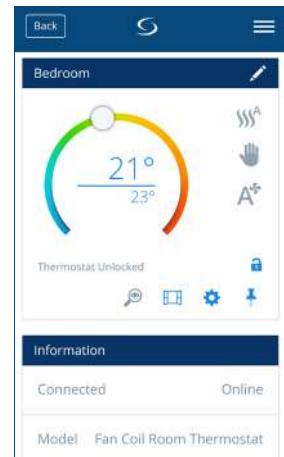 Back
Bedroom
A
21°
23°
A
Thermostat Unlocked
Information
Connected Online
Model Fan Coil Room Thermostat